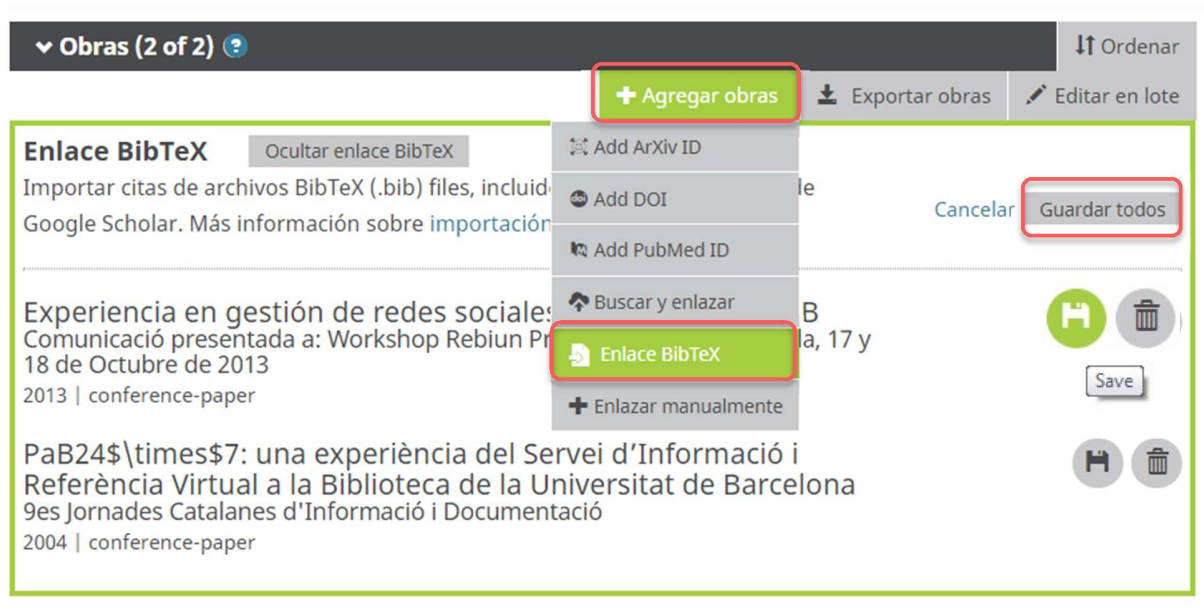 Obras (2 of 2) ?
Ordenar
Agregar obras
Exportar obras
Editar en lote
Enlace BibTeX
Ocultar enlace BibTeX
Importar citas de archivos BibTeX (.bib) files, includ
le
Google Scholar. Más información sobre importación
Cancelar
Guardar todos
Add ArXiv ID
doi Add DOI
Add PubMed ID
Buscar y enlazar
Enlace BibTeX
Enlazar manualmente
Experiencia en gestión de redes sociales
B
Comunicació presentada a: Workshop Rebiun Pr
la, 17 y
18 de Octubre de 2013
2013 | conference-paper
Save
PaB24$\times$7: una experiència del Servei d’Informació i
Referència Virtual a la Biblioteca de la Universitat de Barcelona
9es Jornades Catalanes d'Informació i Documentació
2004 | conference-paper